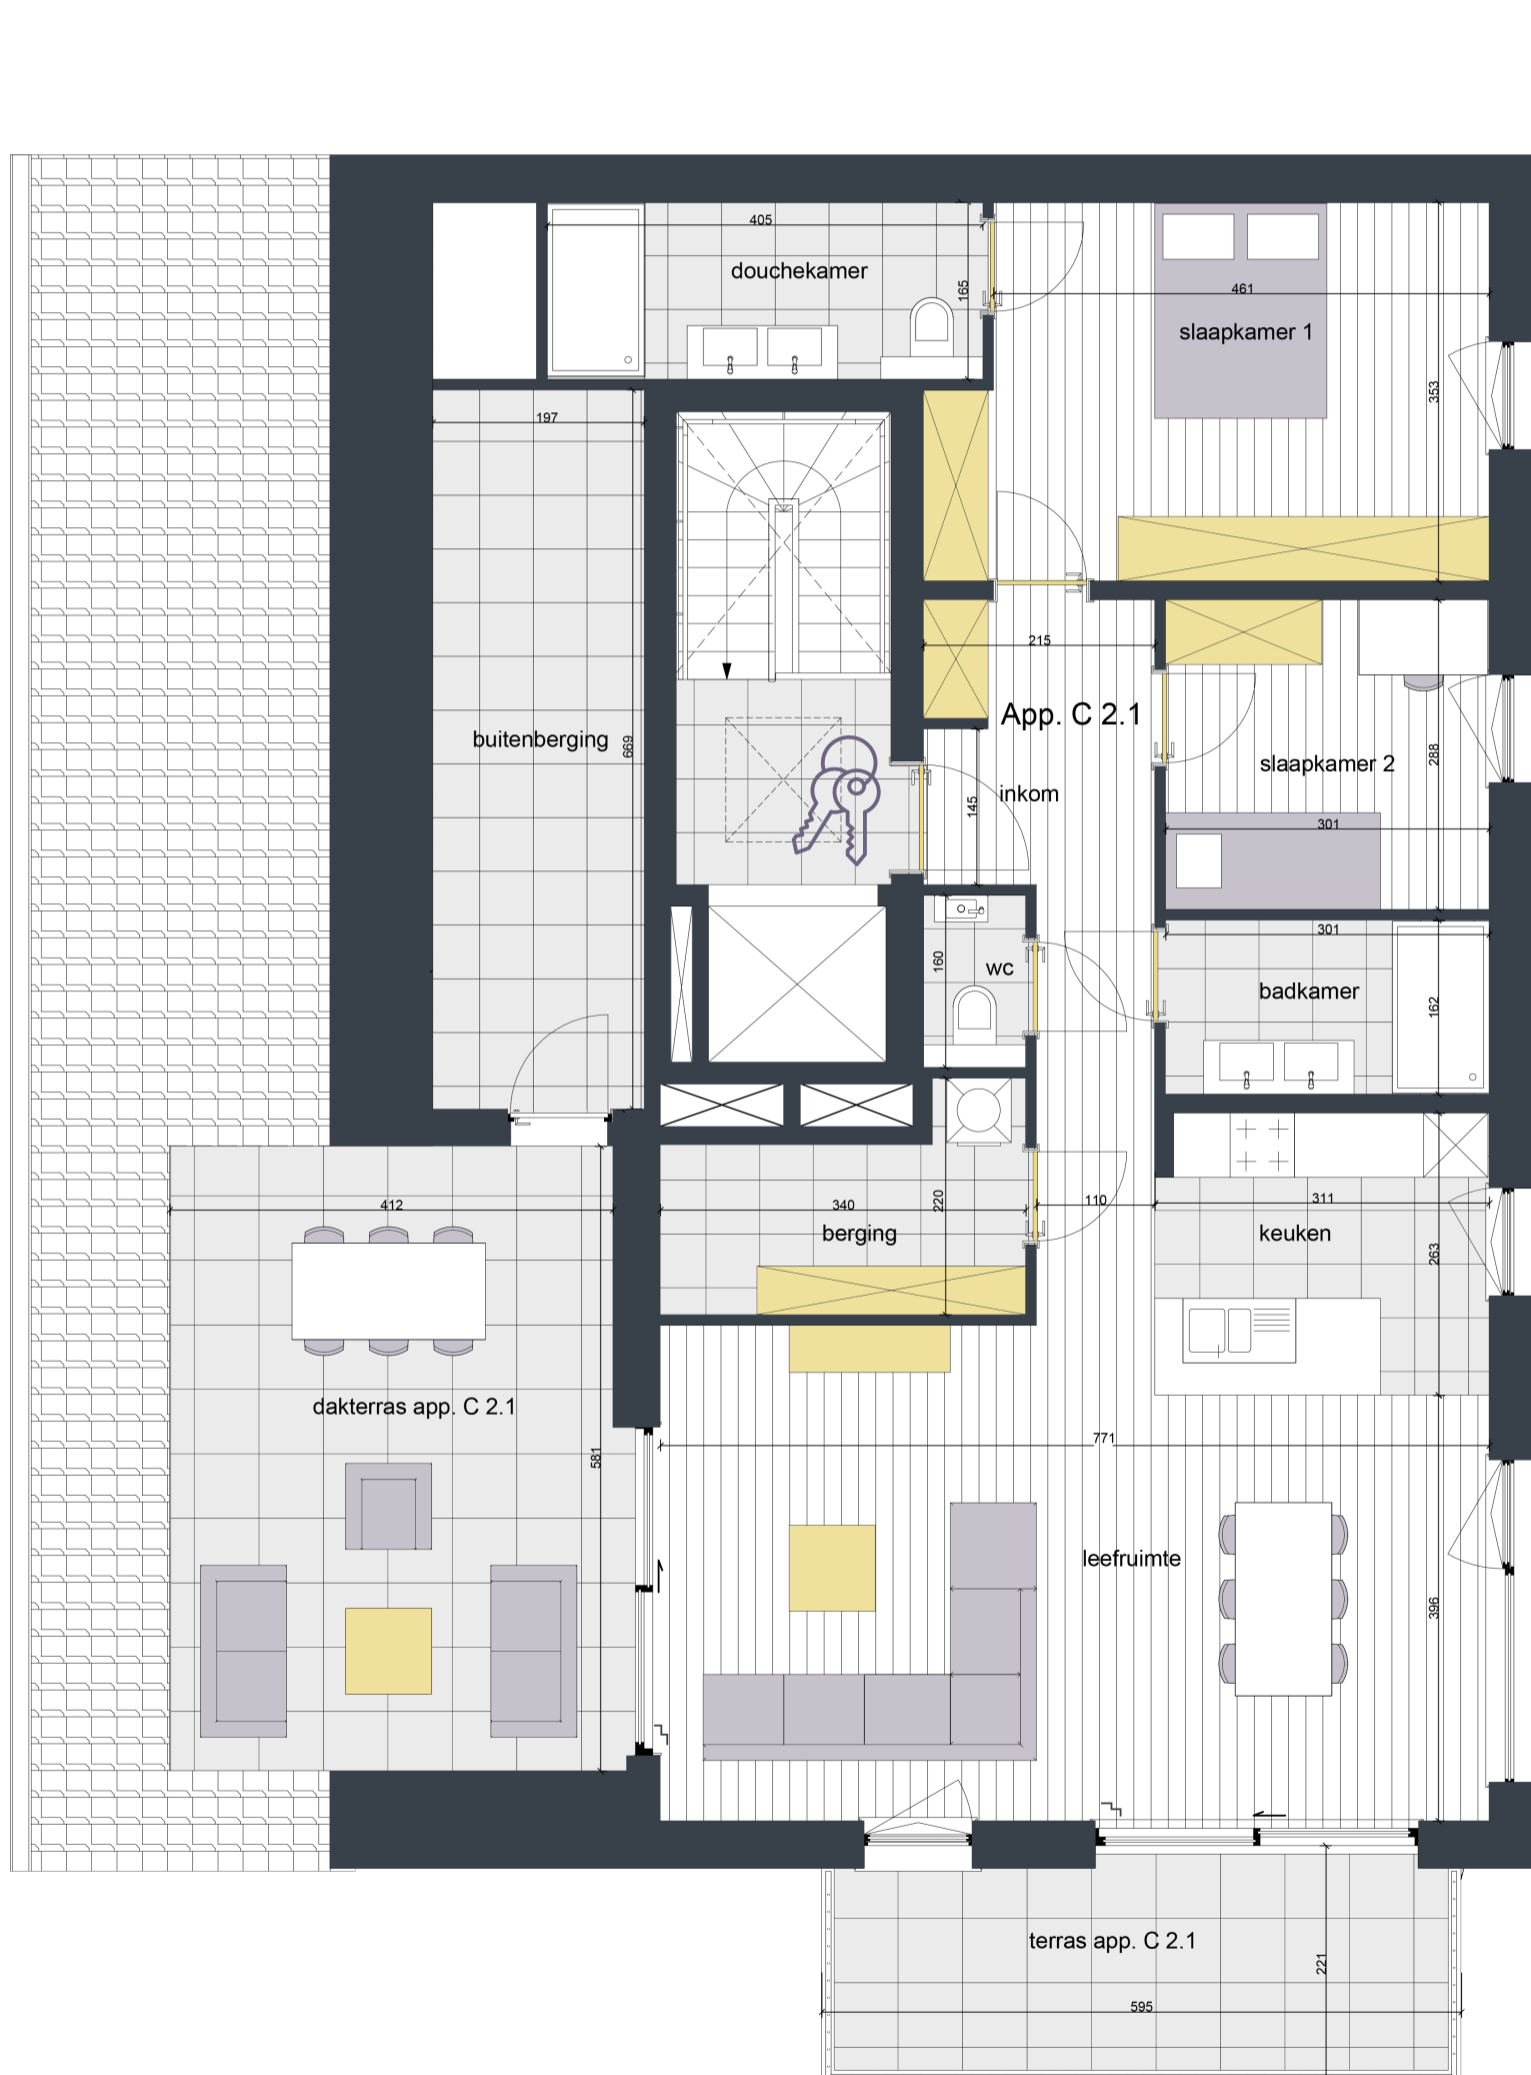 405
douchekamer
165
461
slaapkamer 1
353
197
215
App. C 2.1
buitenberging
669
slaapkamer 2
288
inkom
145
301
301
wc
160
badkamer
162
412
340
220
110
311
berging
keuken
263
dakterras app. C 2.1
581
771
leefruimte
396
terras app. C 2.1
221
595